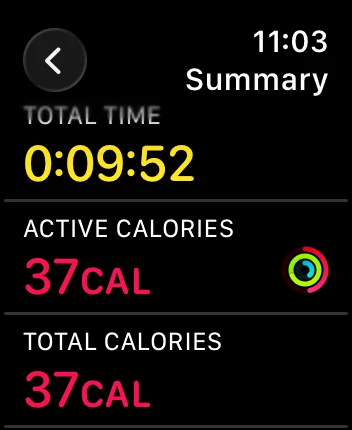 11:03
Summary
TOTAL TIME
0:09:52
ACTIVE CALORIES
37CAL
TOTAL CALORIES
37CAL